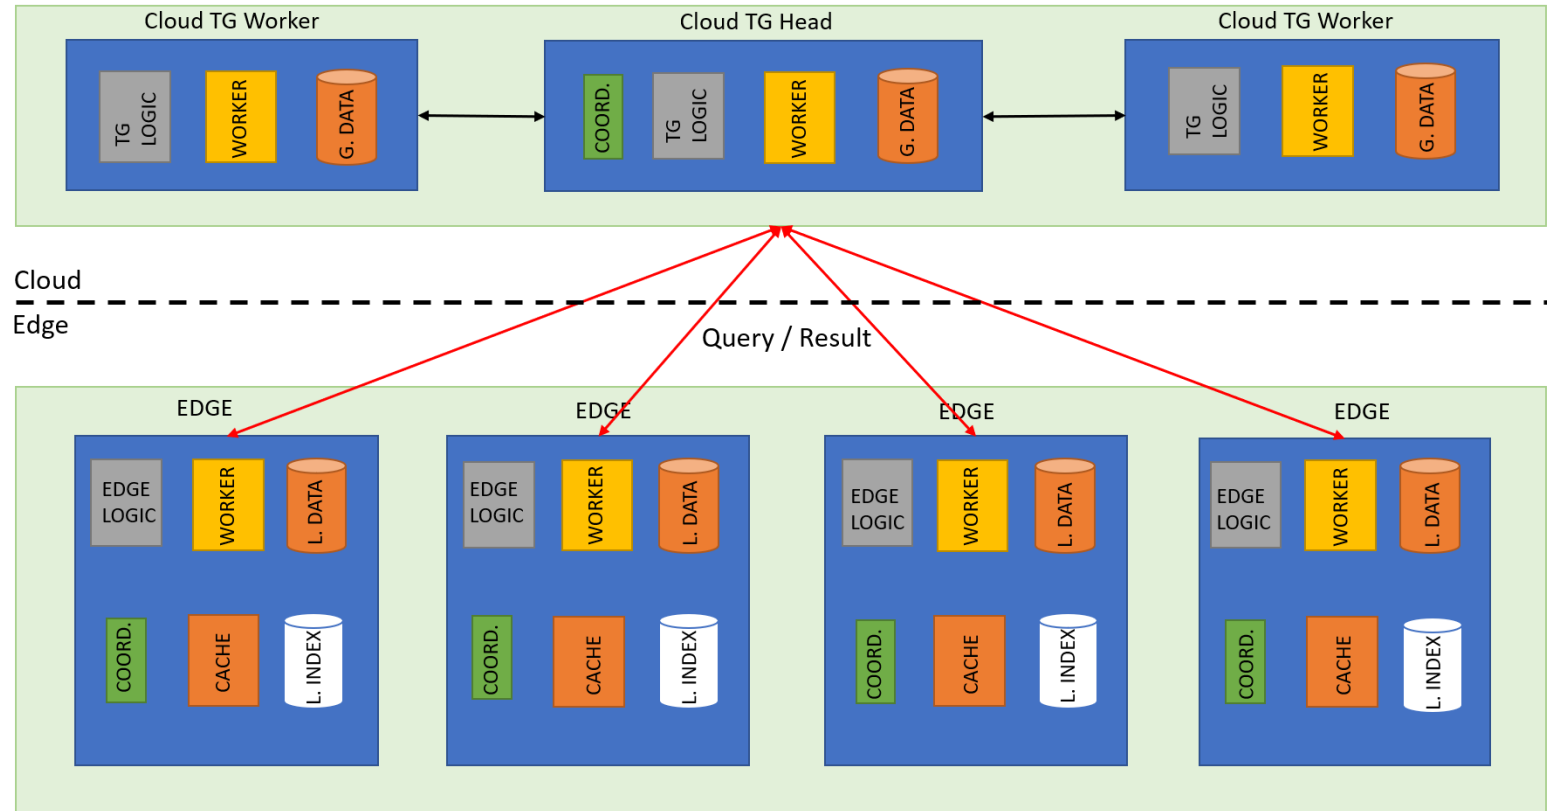 Cloud TG Worker
Cloud TG Head
Cloud TG Worker
TG
LOGIC
WORKER
G. DATA
COORD.
TG
LOGIC
WORKER
G. DATA
TG
LOGIC
WORKER
G. DATA
Cloud
Edge
Query / Result
EDGE
EDGE
EDGE
EDGE
EDGE
LOGIC
WORKER
L. DATA
COORD.
CACHE
L. INDEX
EDGE
LOGIC
WORKER
L. DATA
COORD.
CACHE
L. INDEX
EDGE
LOGIC
WORKER
L. DATA
COORD.
CACHE
L. INDEX
EDGE
LOGIC
WORKER
L. DATA
COORD.
CACHE
L. INDEX